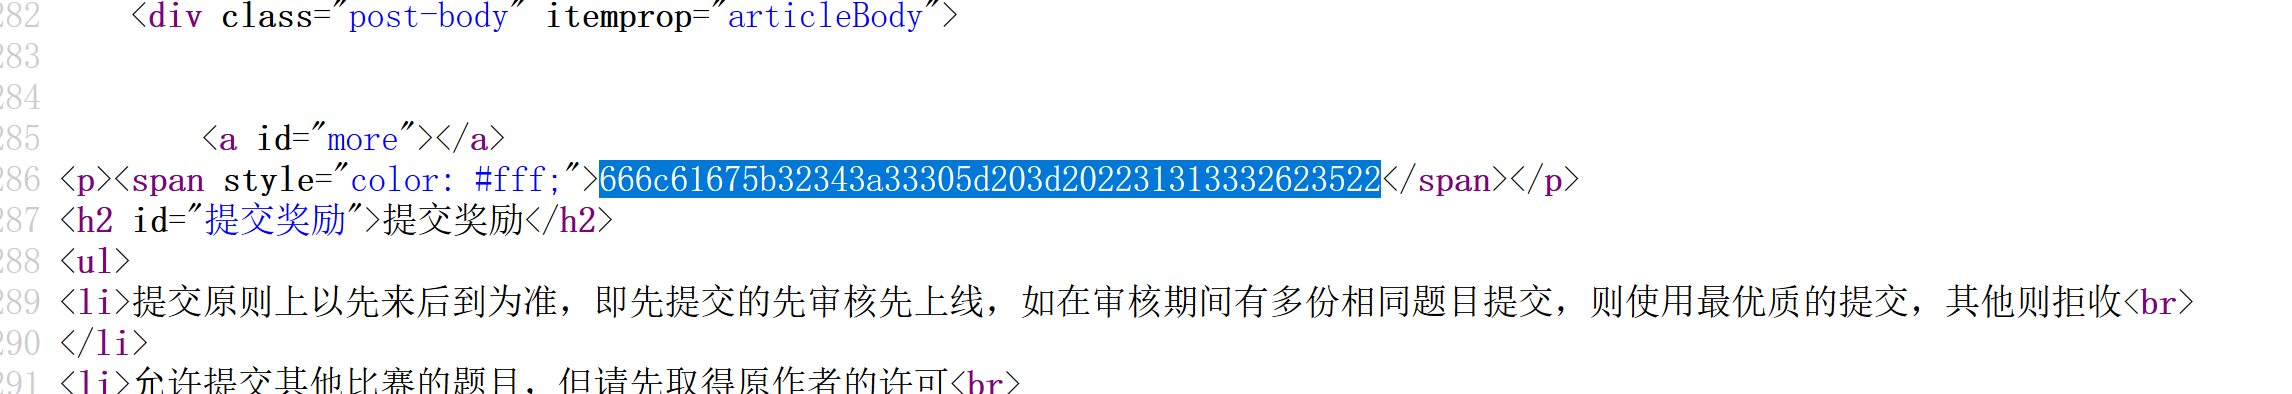 282 <div class="post-body" itemprop="articleBody">
283
284
285 <a id="more"></a>
286 <p><span style="color: #fff;">666c61675b32343a33305d203d202231313332623522</span></p>
287 <h2 id="提交奖励">提交奖励</h2>
288 <ul>
289 <li>提交原则上以先来后到为准，即先提交的先审核先上线，如在审核期间有多份相同题目提交，则使用最优质的提交，其他则拒收<br>
290 </li>
291 <li>允许提交其他比赛的题目，但请先取得原作者的许可<br>